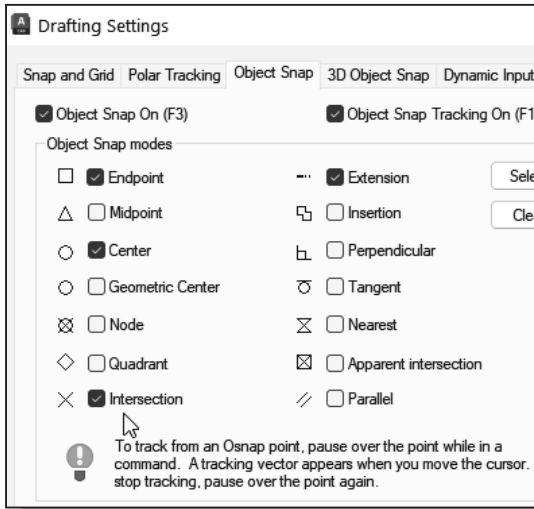 Drafting Settings
Snap and Grid Polar Tracking Object Snap 3D Object Snap Dynamic Input
Object Snap On (F3) Object Snap Tracking On (F1
Object Snap modes
Endpoint Extension Sele
Midpoint Insertion Cle
Center Perpendicular
Geometric Center Tangent
Node Nearest
Quadrant Apparent intersection
Intersection Parallel
To track from an Osnap point, pause over the point while in a
command. A tracking vector appears when you move the cursor.
stop tracking, pause over the point again.